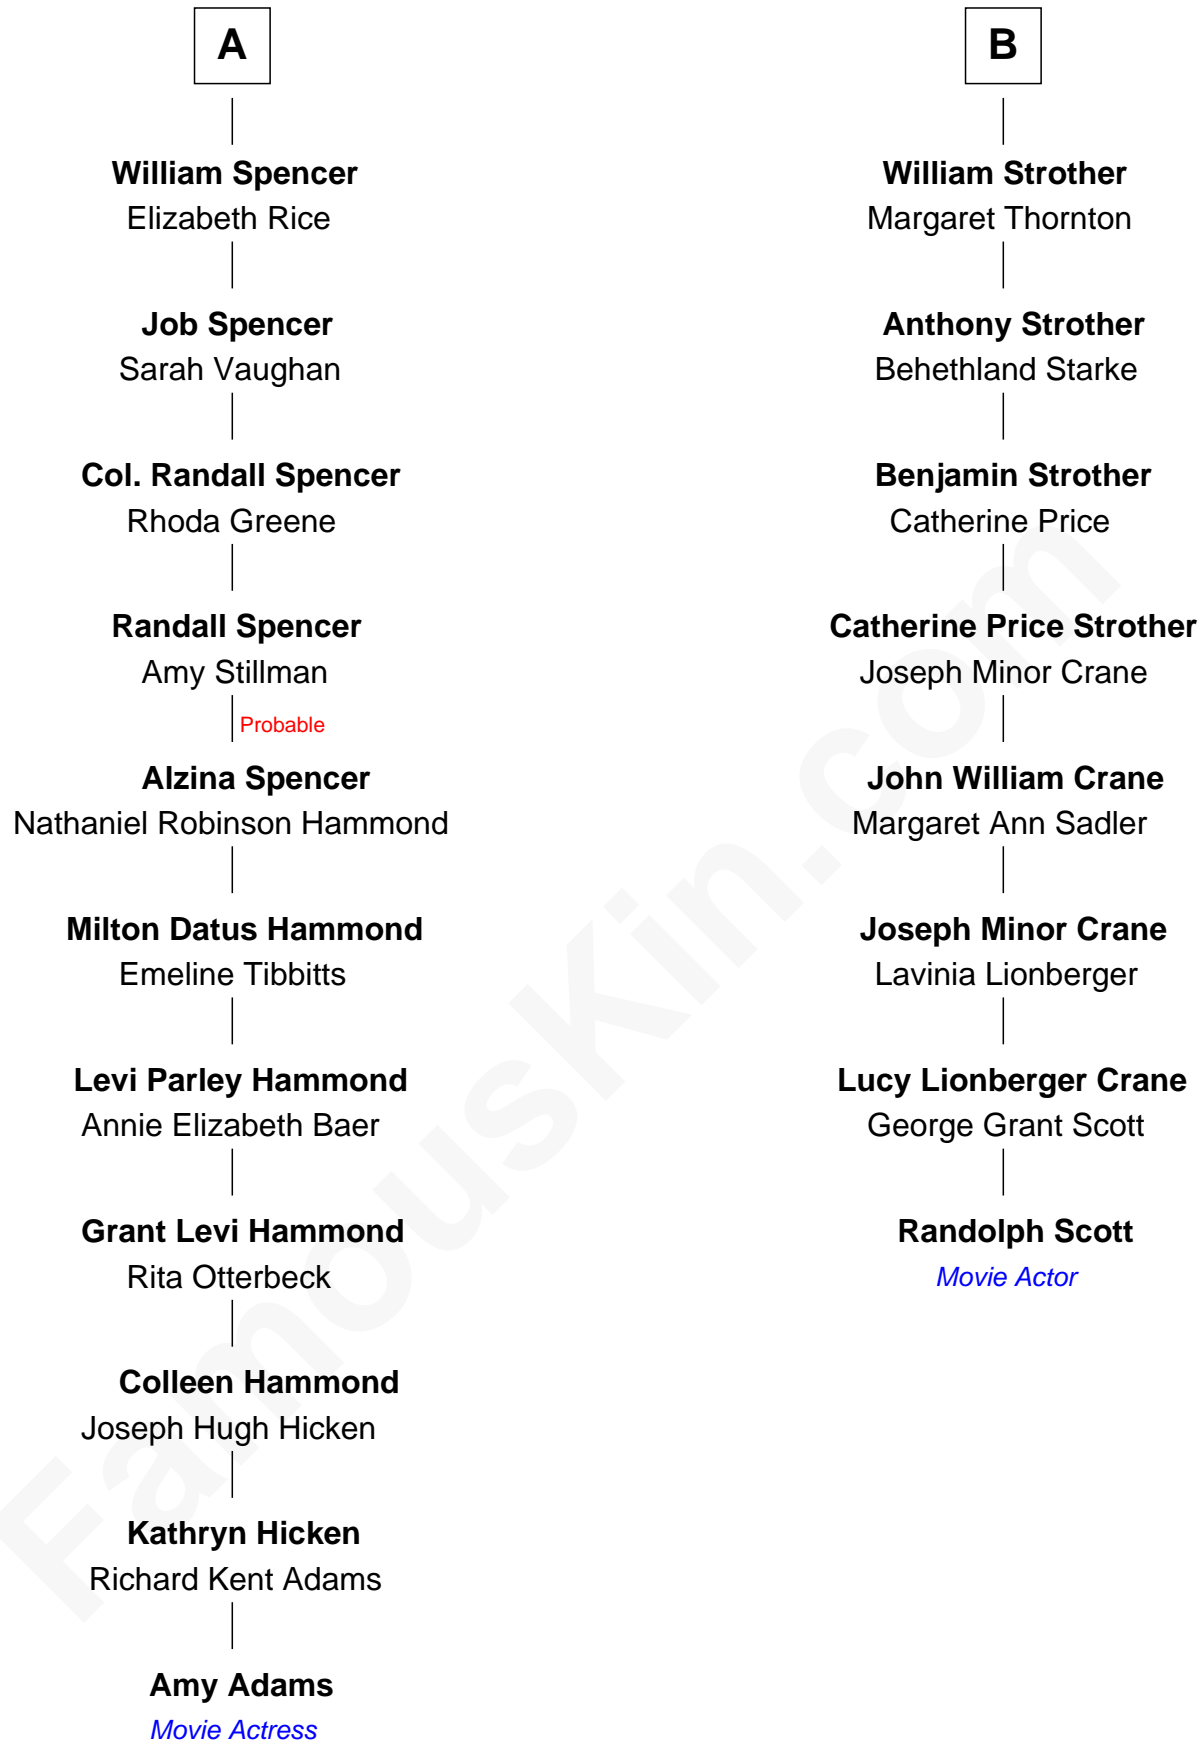 A
William Spencer
Elizabeth Rice
Job Spencer
Sarah Vaughan
Col. Randall Spencer
Rhoda Greene
Randall Spencer
Amy Stillman
Probable
Alzina Spencer
Nathaniel Robinson Hammond
Milton Datus Hammond
Emeline Tibbitts
Levi Parley Hammond
Annie Elizabeth Baer
Grant Levi Hammond
Rita Otterbeck
Colleen Hammond
Joseph Hugh Hicken
Kathryn Hicken
Richard Kent Adams
Amy Adams
Movie Actress
B
William Strother
Margaret Thornton
Anthony Strother
Behethland Starke
Benjamin Strother
Catherine Price
Catherine Price Strother
Joseph Minor Crane
John William Crane
Margaret Ann Sadler
Joseph Minor Crane
Lavinia Lionberger
Lucy Lionberger Crane
George Grant Scott
Randolph Scott
Movie Actor
FamousKin.com